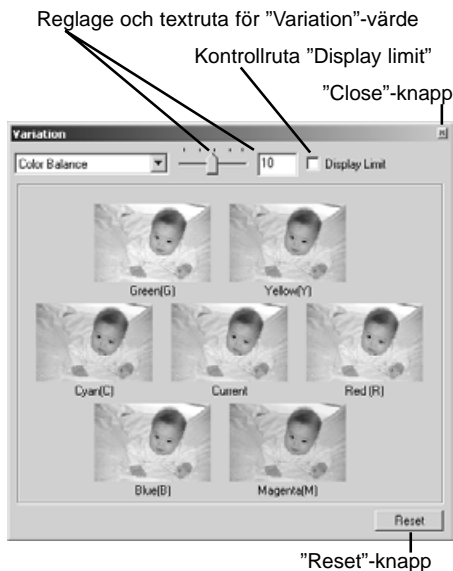 Reglage och textruta för "Variation"-värde
Kontrollruta "Display limit"
"Close"-knapp
Variation
Color Balance
10
Display Limit
Green(G)
Yellow(Y)
Cyan(C)
Current
Red (R)
Blue(B)
Magenta(M)
Reset
"Reset"-knapp